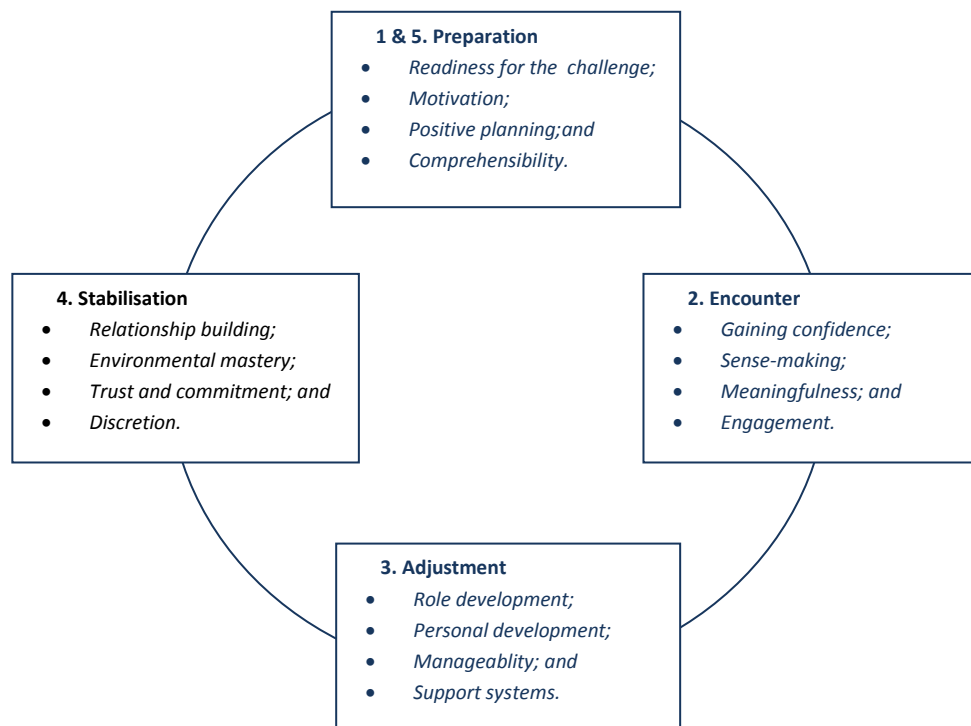 1 & 5. Preparation
• Readiness for the challenge;
• Motivation;
• Positive planning;and
• Comprehensibility.
4. Stabilisation
• Relationship building;
• Environmental mastery;
• Trust and commitment; and
• Discretion.
2. Encounter
• Gaining confidence;
• Sense-making;
• Meaningfulness; and
• Engagement.
3. Adjustment
• Role development;
• Personal development;
• Manageablity; and
• Support systems.